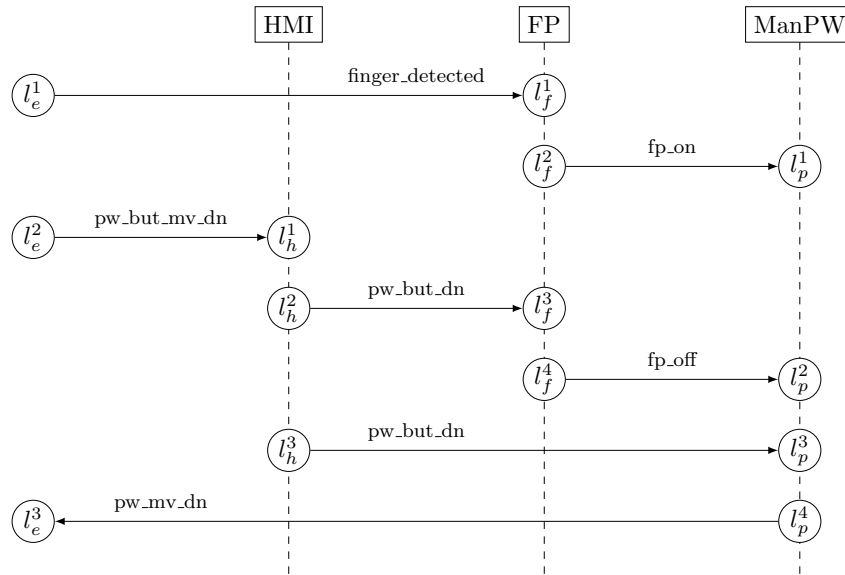 HMI FP ManPW
finger_detected
l_e^1 l_f^1
fp_on
l_f^2 l_p^1
pw_but_mv_dn
l_e^2 l_h^1
pw_but_dn
l_h^2 l_f^3
fp_off
l_f^4 l_p^2
pw_but_dn
l_h^3 l_p^3
pw_mv_dn
l_e^3 l_p^4